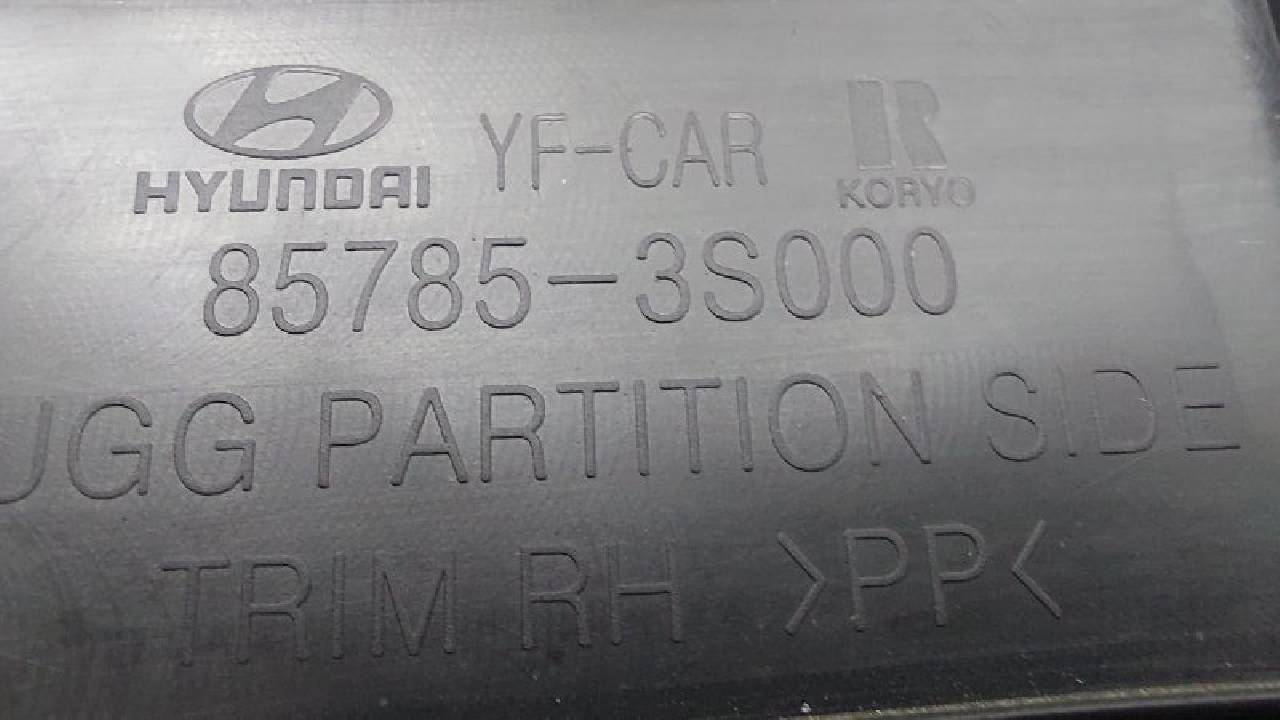 HYUNDAI YF-CAR KORYO
85785-3S000
UGG PARTITION SIDE
TRIM RH >PP<